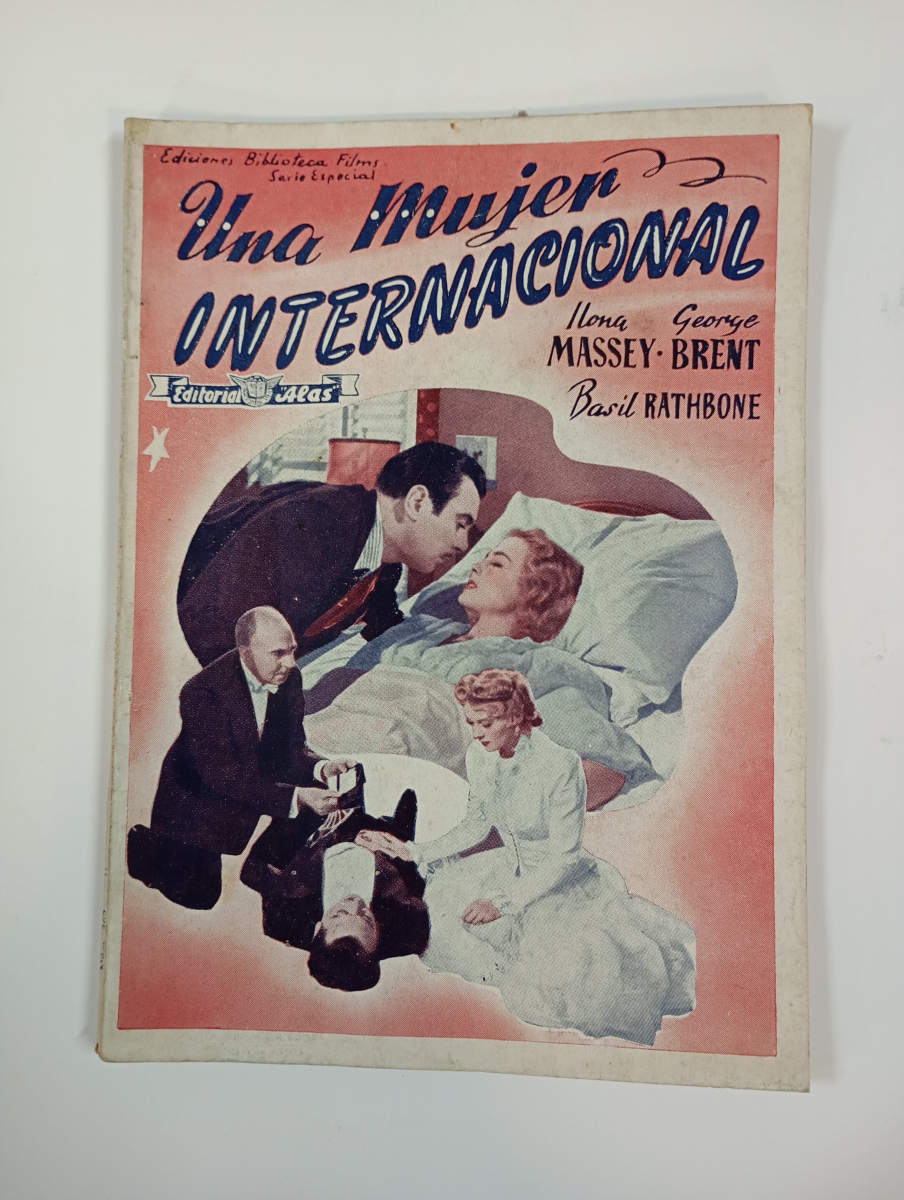 Ediciones Biblioteca Films
Serie Especial
Una Mujer
INTERNACIONAL
Ilona George
MASSEY · BRENT
Basil RATHBONE
Editorial "Alas"